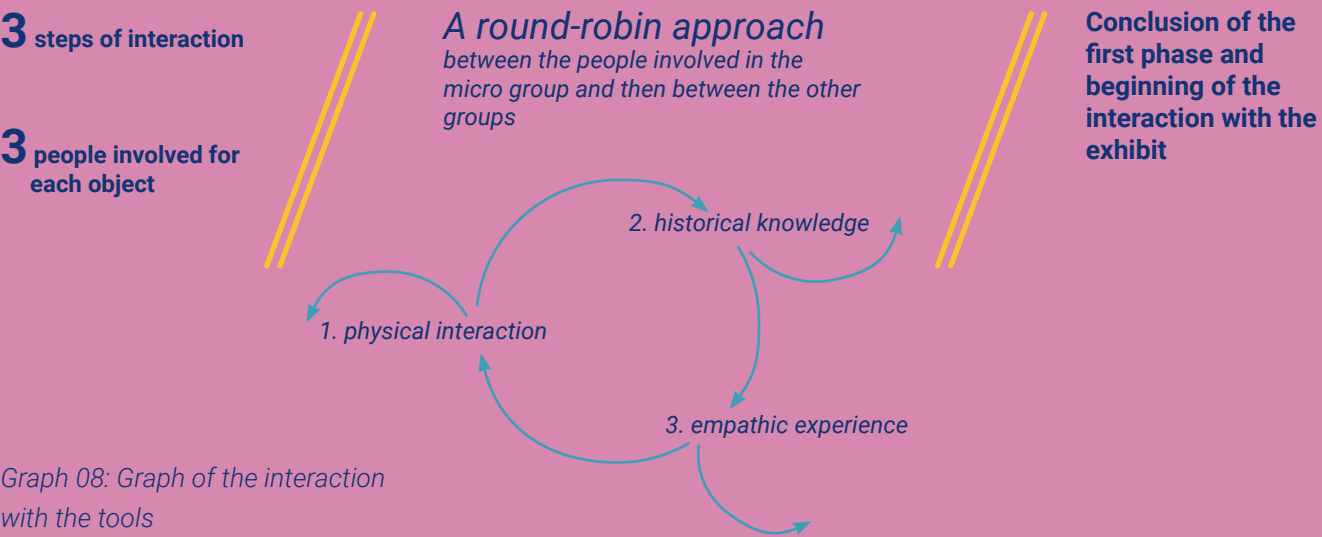 3 steps of interaction
3 people involved for
each object
A round-robin approach
between the people involved in the
micro group and then between the other
groups
Conclusion of the
first phase and
beginning of the
interaction with the
exhibit
2. historical knowledge
1. physical interaction
3. empathic experience
Graph 08: Graph of the interaction
with the tools